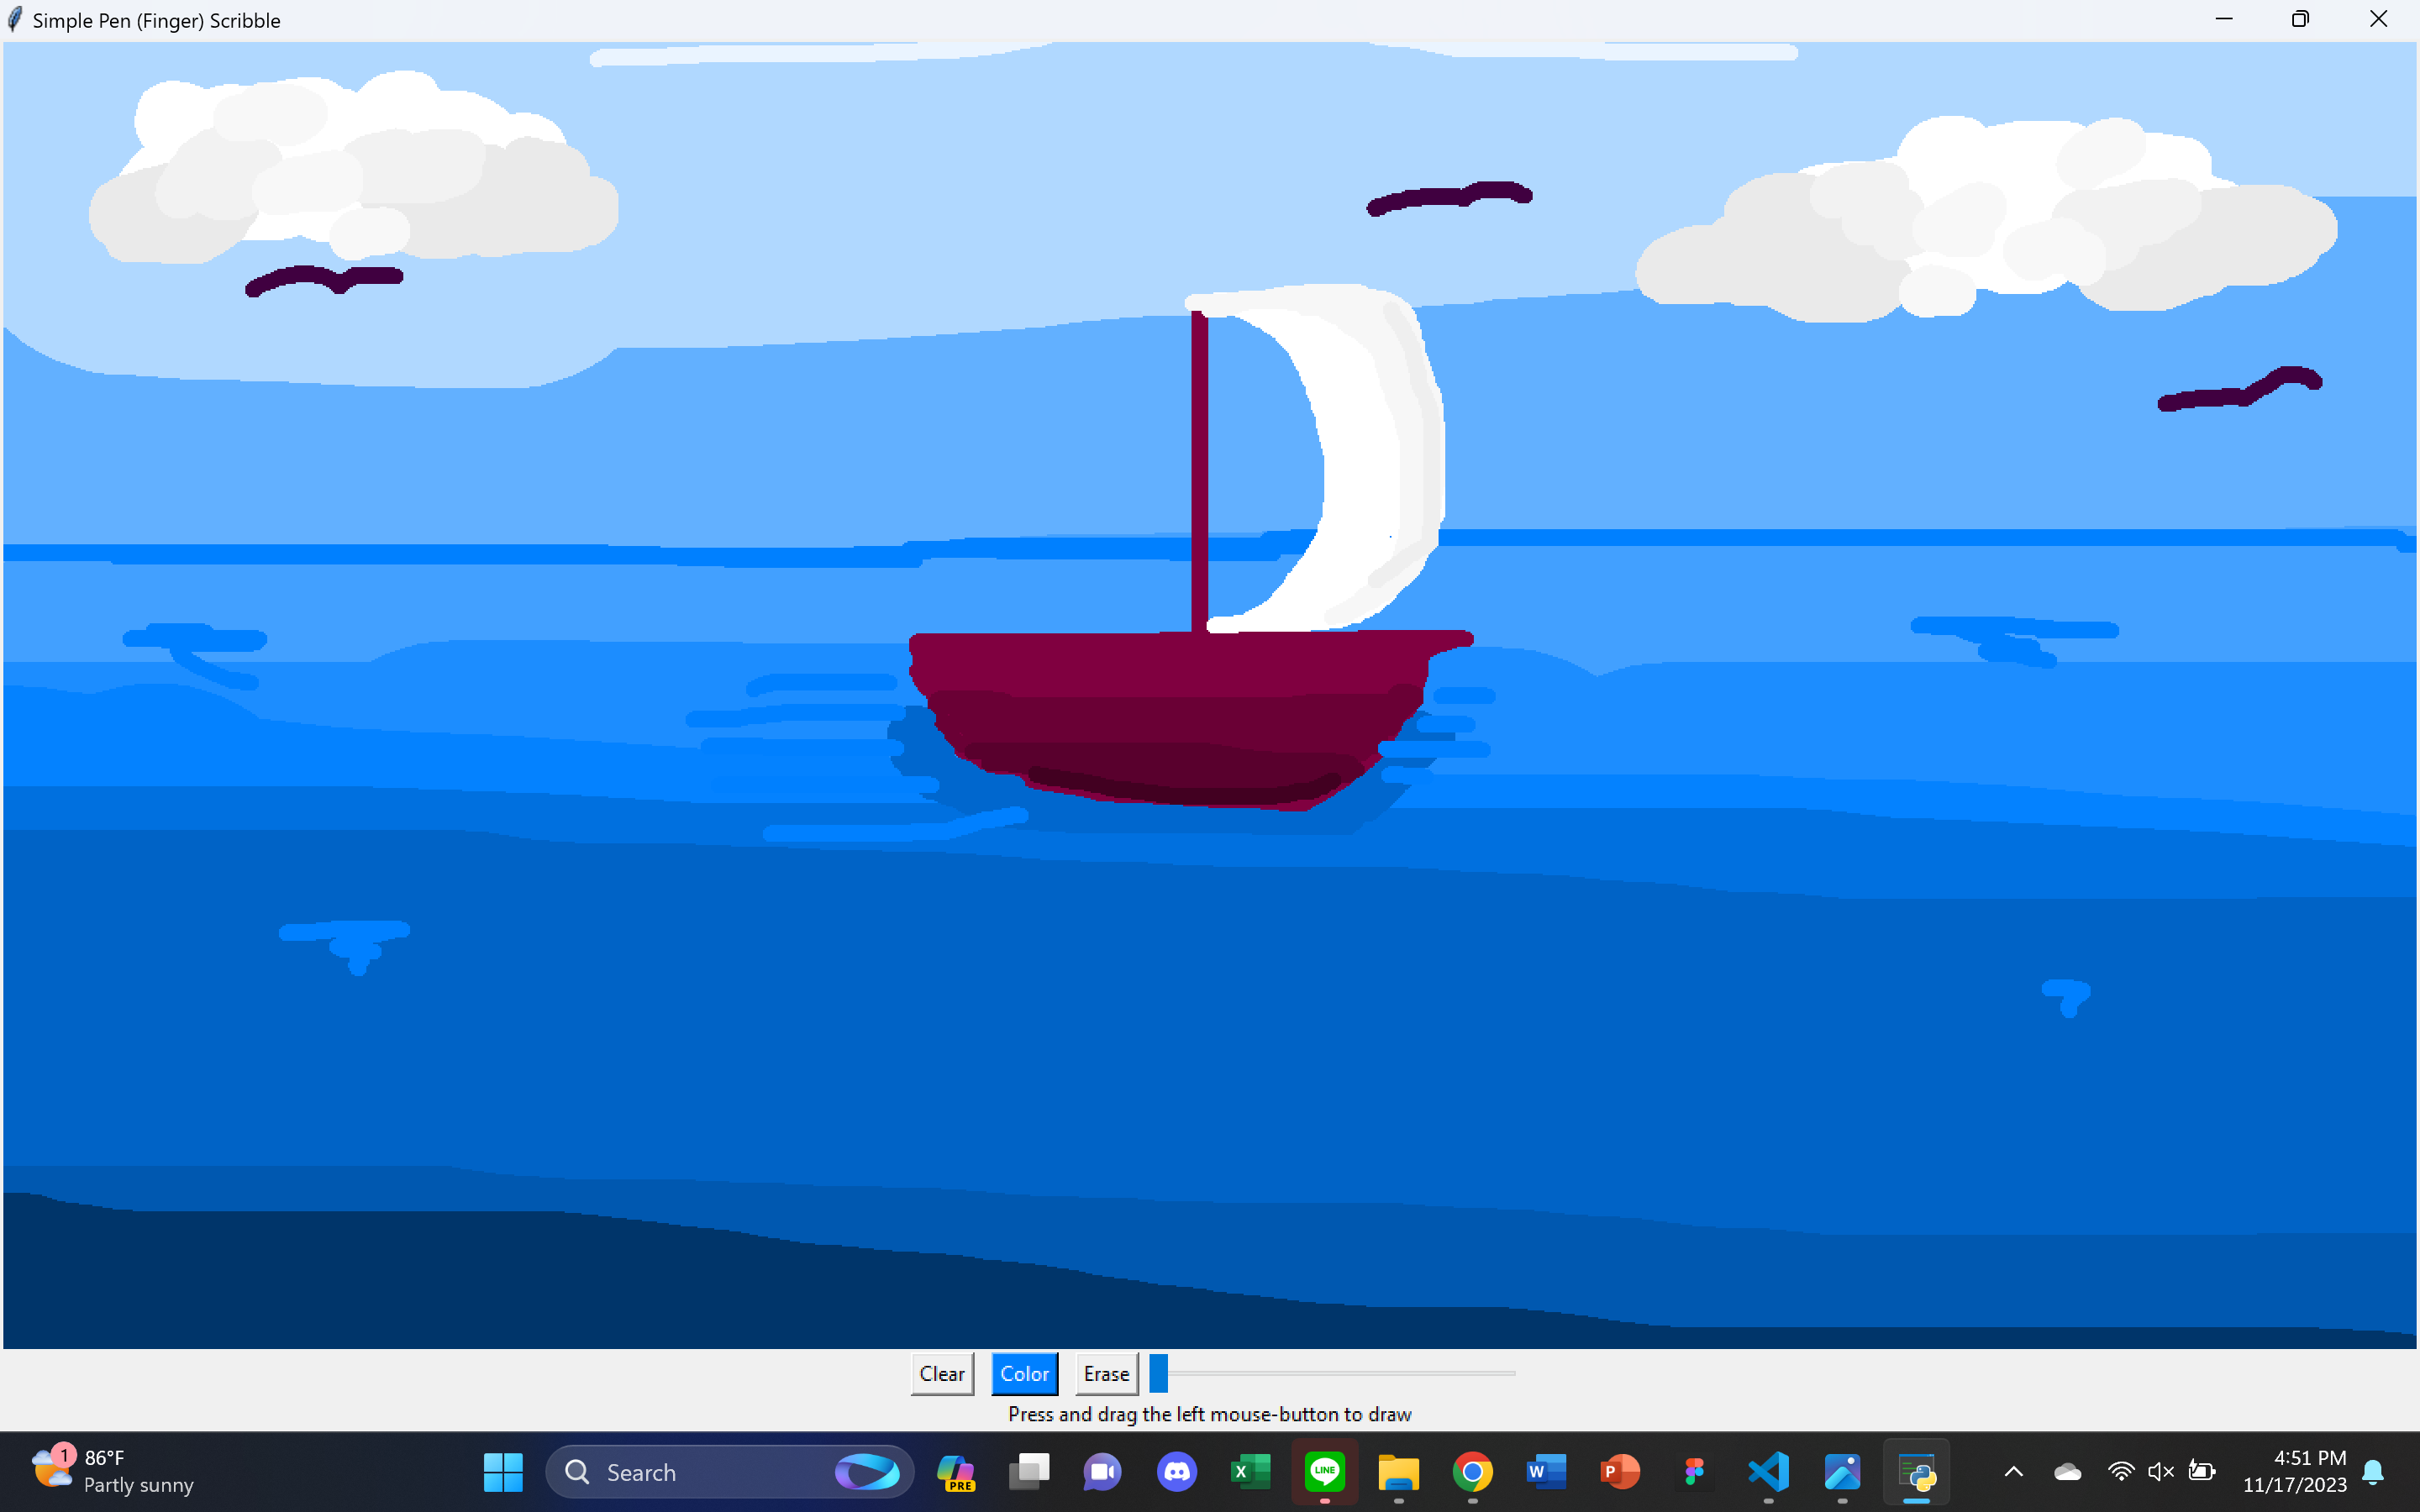 Simple Pen (Finger) Scribble
Clear Color Erase
Press and drag the left mouse-button to draw
1
86°F
Partly sunny
Search
PRE
X
LINE
W
P
4:51 PM
11/17/2023